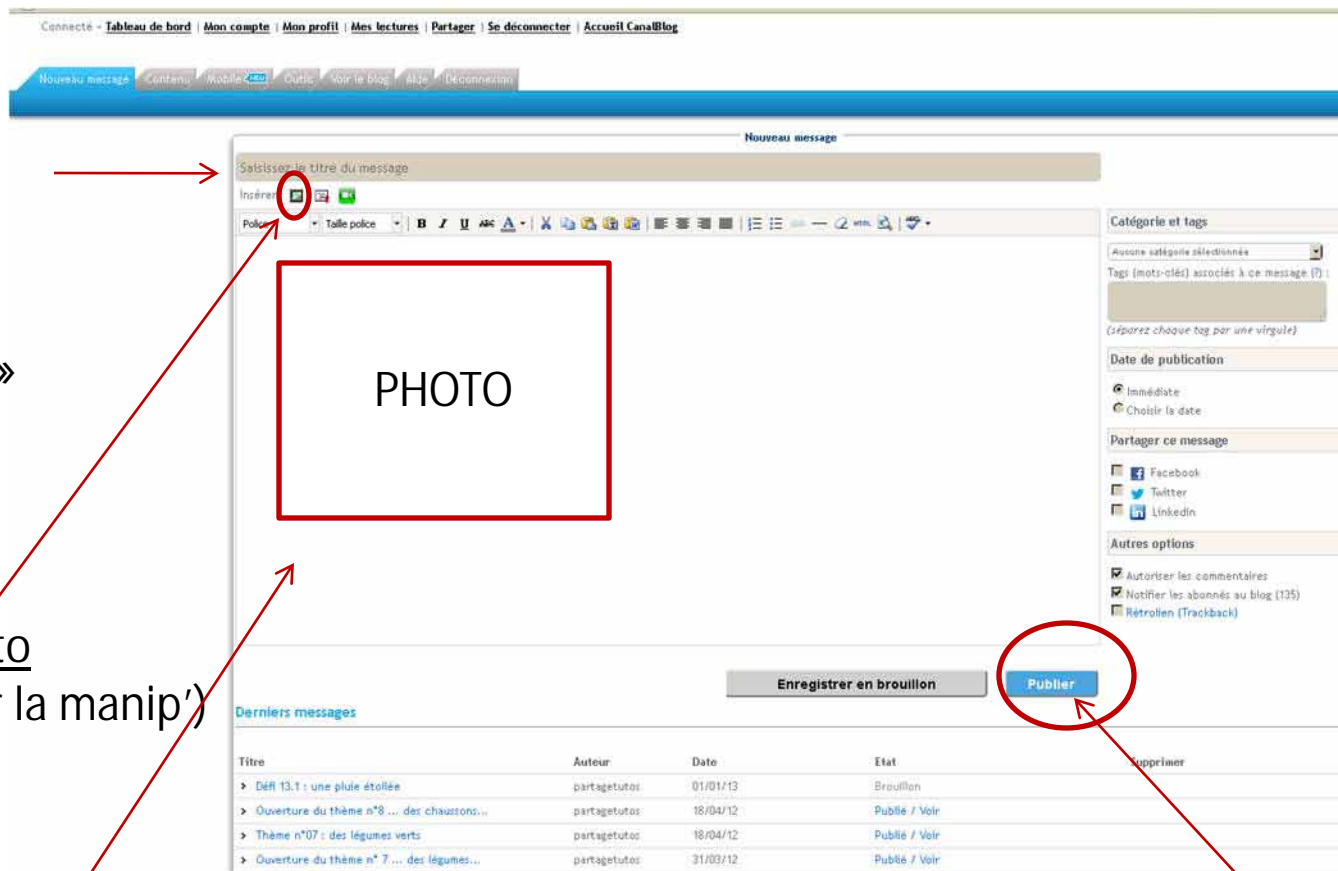 Connecté - Tableau de bord | Mon compte | Mon profil | Mes lectures | Partager | Se déconnecter | Accueil CanalBlog
Nouveau message Contenu Mobile Outils Voir le blog Aide Déconnexion
Nouveau message
Saisissez le titre du message
Insérer
Police Taille police B I U ABC A HTML
»
PHOTO
to
r la manip')
Catégorie et tags
Aucune catégorie sélectionnée
Tags (mots-clés) associés à ce message (?) :
(séparez chaque tag par une virgule)
Date de publication
Immédiate
Choisir la date
Partager ce message
Facebook
Twitter
LinkedIn
Autres options
Autoriser les commentaires
Notifier les abonnés au blog (135)
Rétrolien (Trackback)
Enregistrer en brouillon Publier
Derniers messages
Titre Auteur Date Etat Supprimer
Défi 13.1 : une pluie étoilée partagetutos 01/01/13 Brouillon
Ouverture du thème n°8 ... des chaussons... partagetutos 18/04/12 Publié / Voir
Thème n°07 : des légumes verts partagetutos 18/04/12 Publié / Voir
Ouverture du thème n° 7 ... des légumes... partagetutos 31/03/12 Publié / Voir